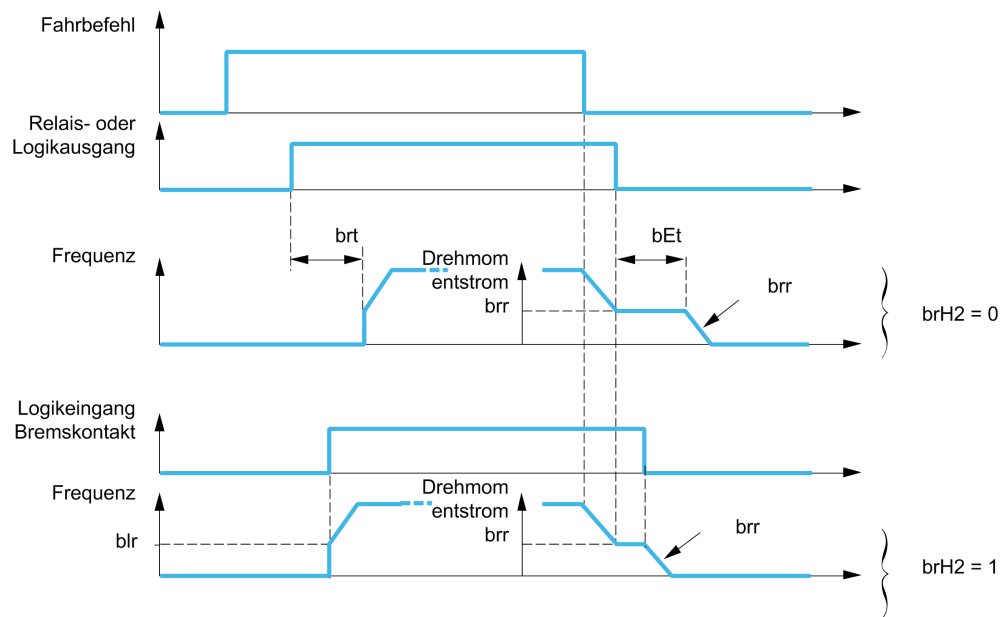 Fahrbefehl
Relais- oder
Logikausgang
brt
bEt
Frequenz
Drehmom
entstrom
brr
brr
brH2 = 0
Logikeingang
Bremskontakt
Frequenz
Drehmom
entstrom
blr
brr
brr
brH2 = 1